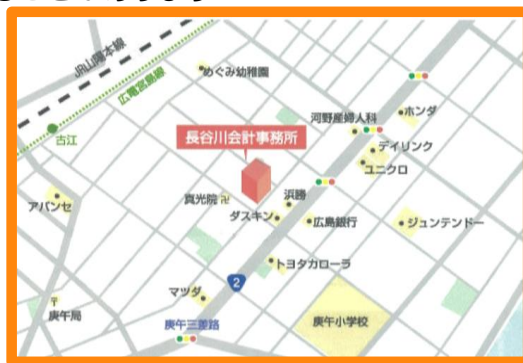 JR山陽本線
広電宮島線
めぐみ幼稚園
古江
河野産婦人科
ホンダ
長谷川会計事務所
デイリンク
ユニクロ
アバンセ
真光院 卍
浜勝
ダスキン
広島銀行
ジュンテンドー
トヨタカローラ
2
マツダ
〒
庚午局
庚午三差路
庚午小学校